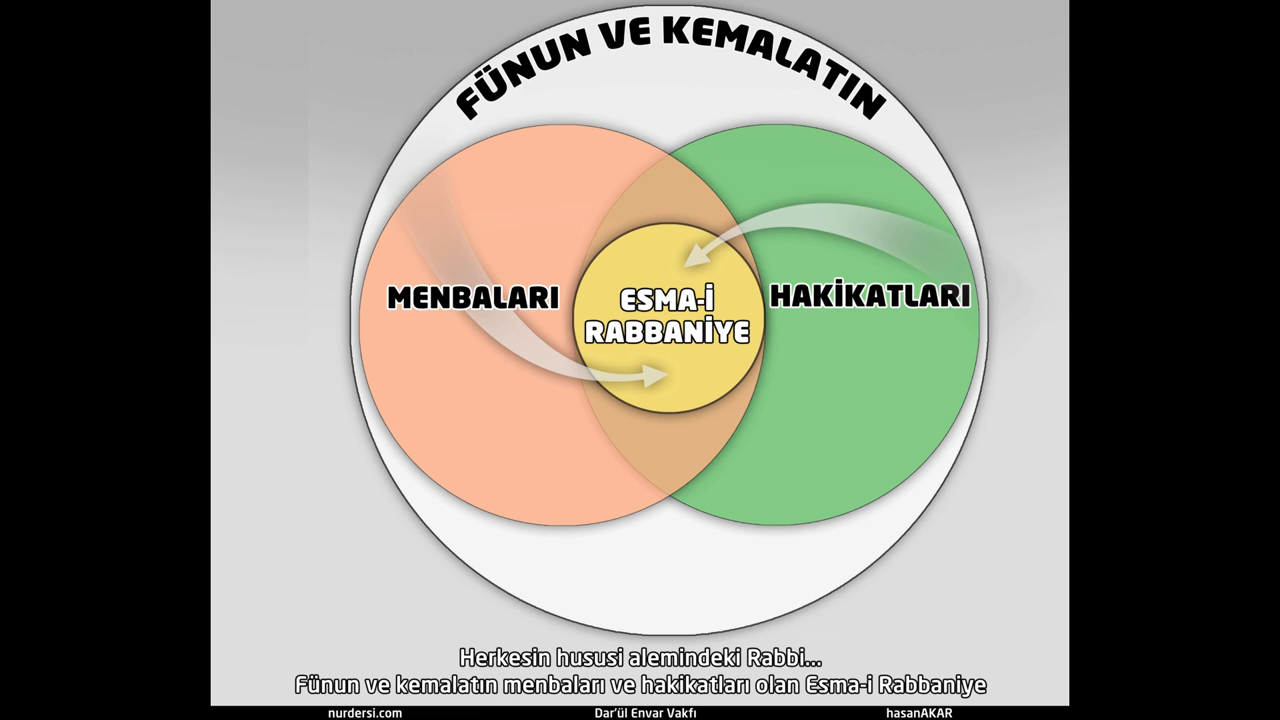 FÜNUN VE KEMALATIN
MENBALARI
ESMA-İ
RABBANİYE
HAKİKATLARI
Herkesin hususi alemindeki Rabbi...
Fünun ve kemalatın menbaları ve hakikatları olan Esma-i Rabbaniye
nurdersi.com
Dar'ül Envar Vakfı
hasanAKAR